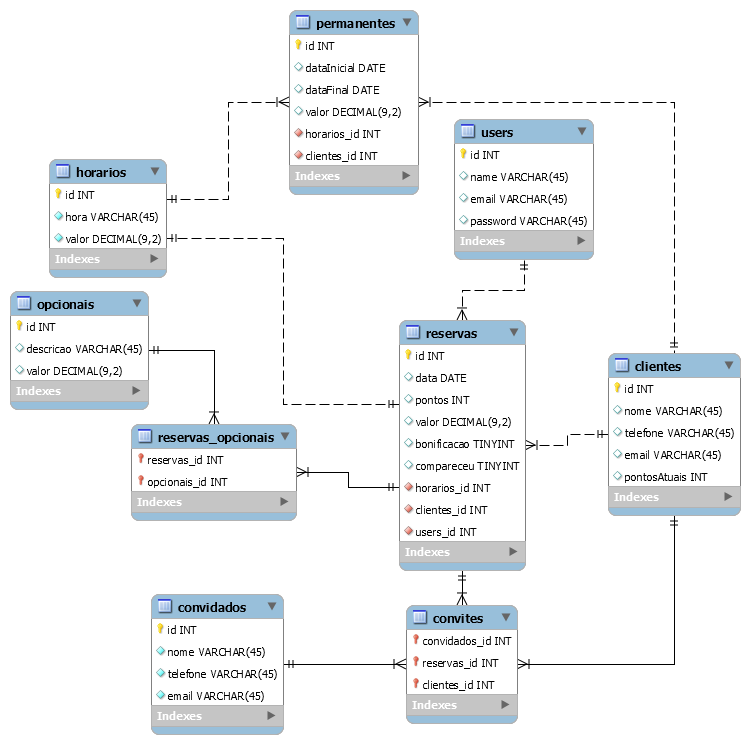 permanentes
id INT
dataInicial DATE
dataFinal DATE
valor DECIMAL(9,2)
horarios_id INT
clientes_id INT
Indexes
users
id INT
name VARCHAR(45)
email VARCHAR(45)
password VARCHAR(45)
Indexes
horarios
id INT
hora VARCHAR(45)
valor DECIMAL(9,2)
Indexes
opcionais
id INT
descricao VARCHAR(45)
valor DECIMAL(9,2)
Indexes
reservas
id INT
data DATE
pontos INT
valor DECIMAL(9,2)
bonificacao TINYINT
compareceu TINYINT
horarios_id INT
clientes_id INT
users_id INT
Indexes
clientes
id INT
nome VARCHAR(45)
telefone VARCHAR(45)
email VARCHAR(45)
pontosAtuais INT
Indexes
reservas_opcionais
reservas_id INT
opcionais_id INT
Indexes
convidados
id INT
nome VARCHAR(45)
telefone VARCHAR(45)
email VARCHAR(45)
Indexes
convites
convidados_id INT
reservas_id INT
clientes_id INT
Indexes